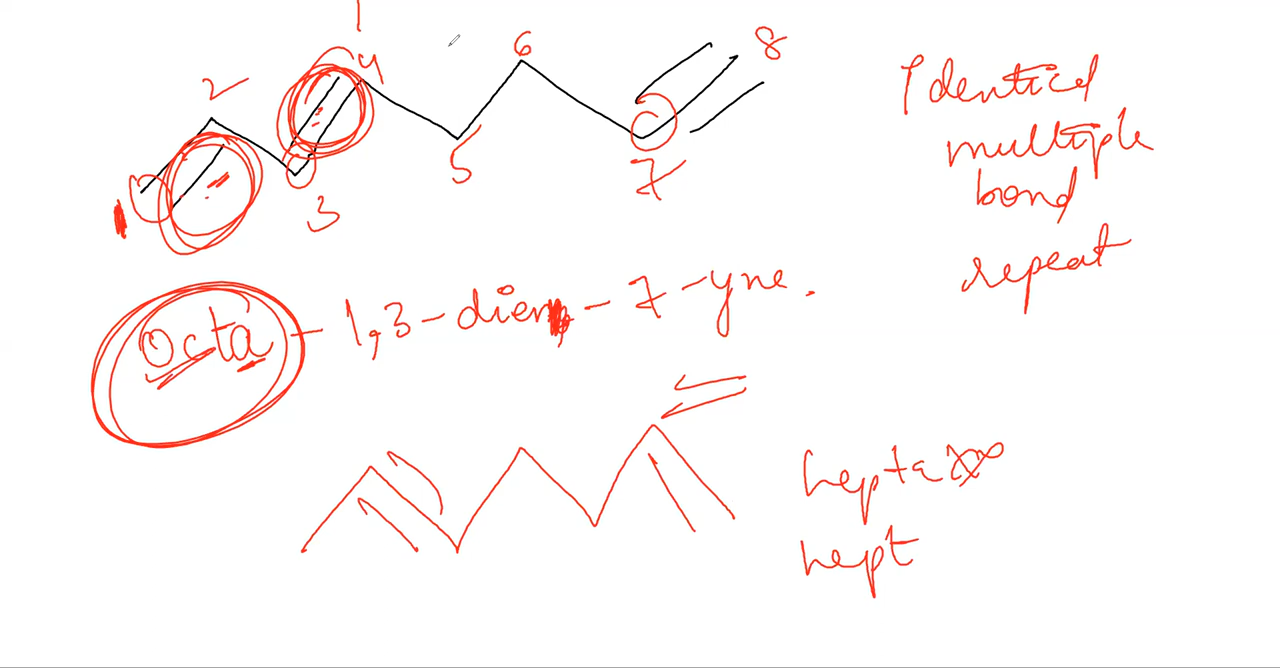 1
2
4
6
8
1
3
5
7
Identical
multiple
bond
repeat
Octa - 1,3-dien - 7-yne.
hepta
hept